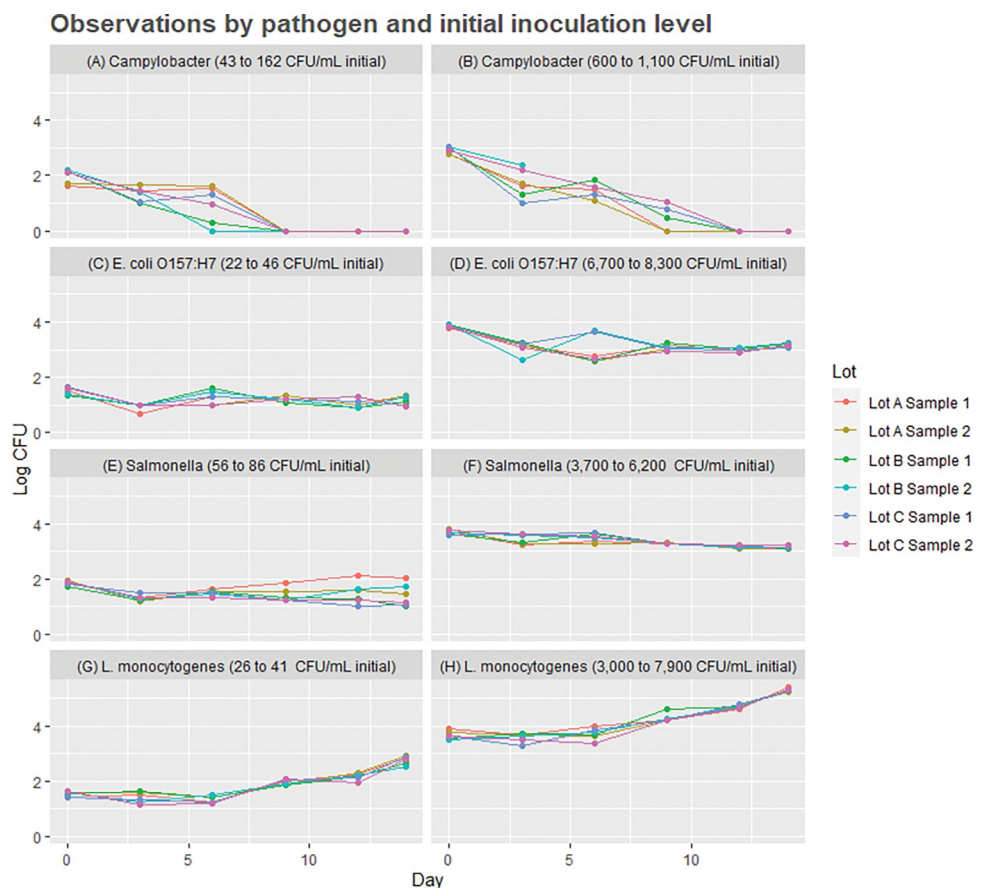 Observations by pathogen and initial inoculation level
(A) Campylobacter (43 to 162 CFU/mL initial)
(B) Campylobacter (600 to 1,100 CFU/mL initial)
4
2
0
(C) E. coli O157:H7 (22 to 46 CFU/mL initial)
(D) E. coli O157:H7 (6,700 to 8,300 CFU/mL initial)
4
2
0
(E) Salmonella (56 to 86 CFU/mL initial)
(F) Salmonella (3,700 to 6,200 CFU/mL initial)
4
2
0
(G) L. monocytogenes (26 to 41 CFU/mL initial)
(H) L. monocytogenes (3,000 to 7,900 CFU/mL initial)
4
2
0
0 5 10
0 5 10
Log CFU
Day
Lot
Lot A Sample 1
Lot A Sample 2
Lot B Sample 1
Lot B Sample 2
Lot C Sample 1
Lot C Sample 2